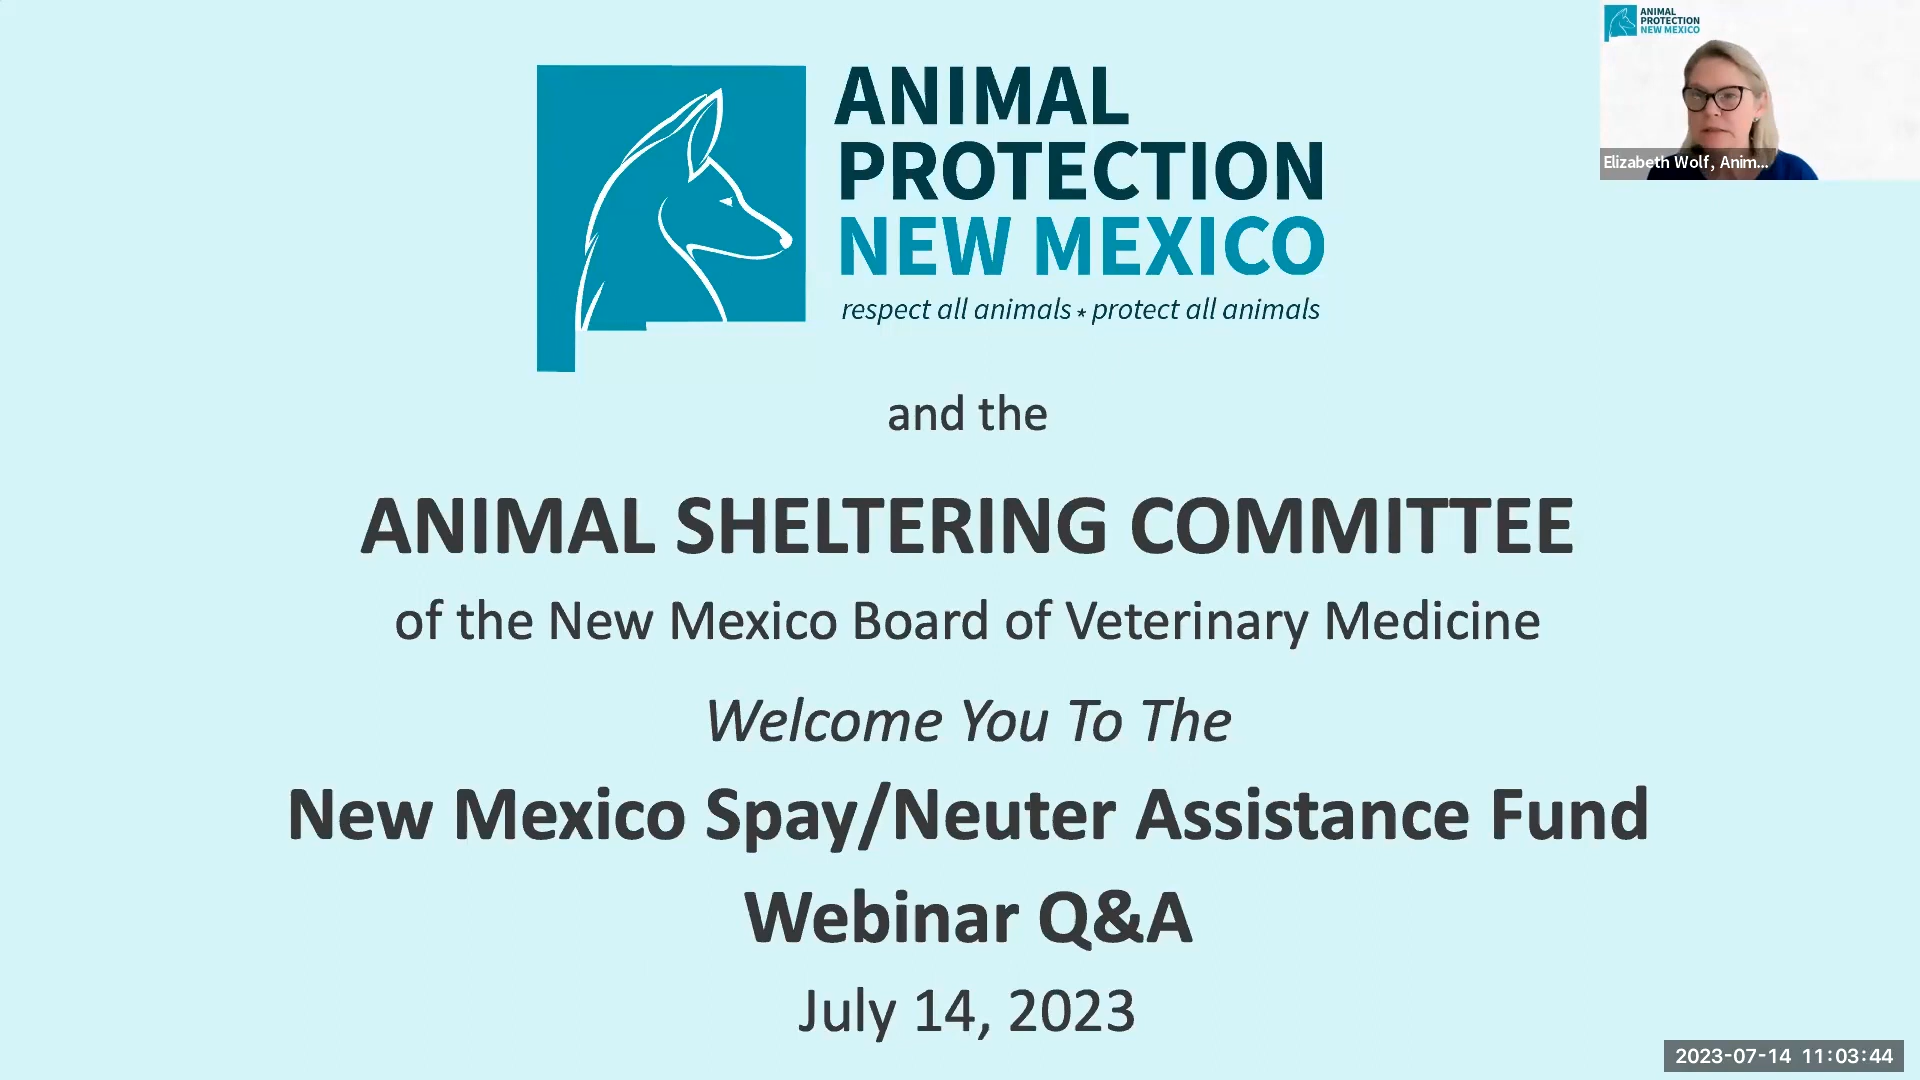 ANIMAL
PROTECTION
NEW MEXICO
respect all animals ⋆ protect all animals
and the
ANIMAL SHELTERING COMMITTEE
of the New Mexico Board of Veterinary Medicine
Welcome You To The
New Mexico Spay/Neuter Assistance Fund
Webinar Q&A
July 14, 2023
ANIMAL
PROTECTION
NEW MEXICO
Elizabeth Wolf, Anim...
2023-07-14 11:03:44